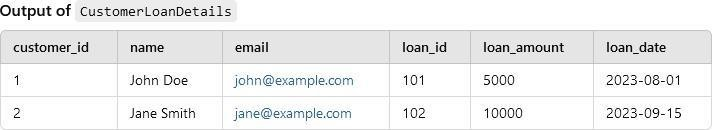 Output of CustomerLoanDetails
customer_id name email loan_id loan_amount loan_date
1 John Doe john@example.com 101 5000 2023-08-01
2 Jane Smith jane@example.com 102 10000 2023-09-15